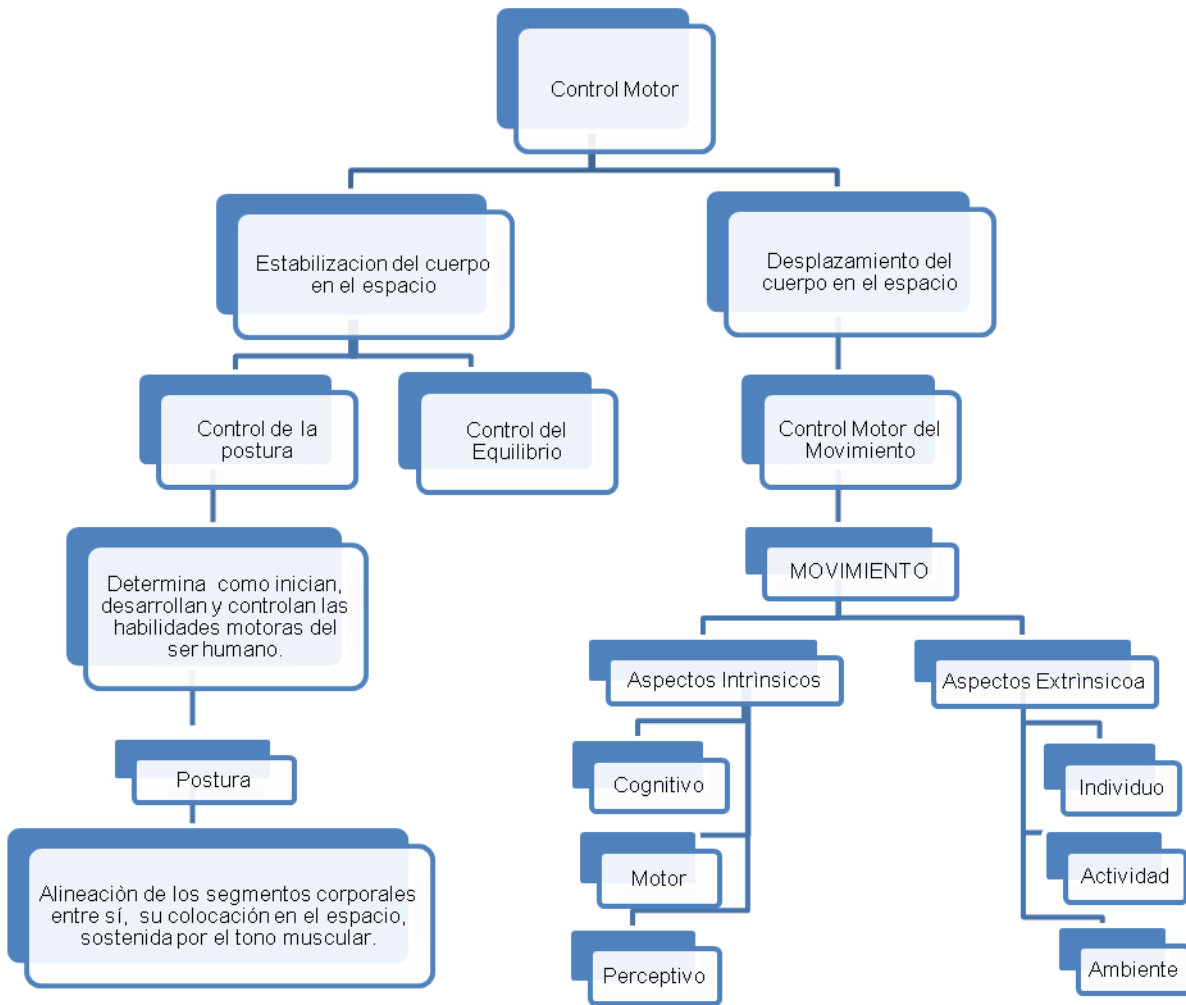 Control Motor
Estabilizacion del cuerpo
en el espacio
Desplazamiento del
cuerpo en el espacio
Control de la
postura
Control del
Equilibrio
Control Motor del
Movimiento
Determina como inician,
desarrollan y controlan las
habilidades motoras del
ser humano.
MOVIMIENTO
Aspectos Intrìnsicos
Aspectos Extrìnsicoa
Postura
Cognitivo
Individuo
Alineaciòn de los segmentos corporales
entre sí, su colocación en el espacio,
sostenida por el tono muscular.
Motor
Actividad
Perceptivo
Ambiente